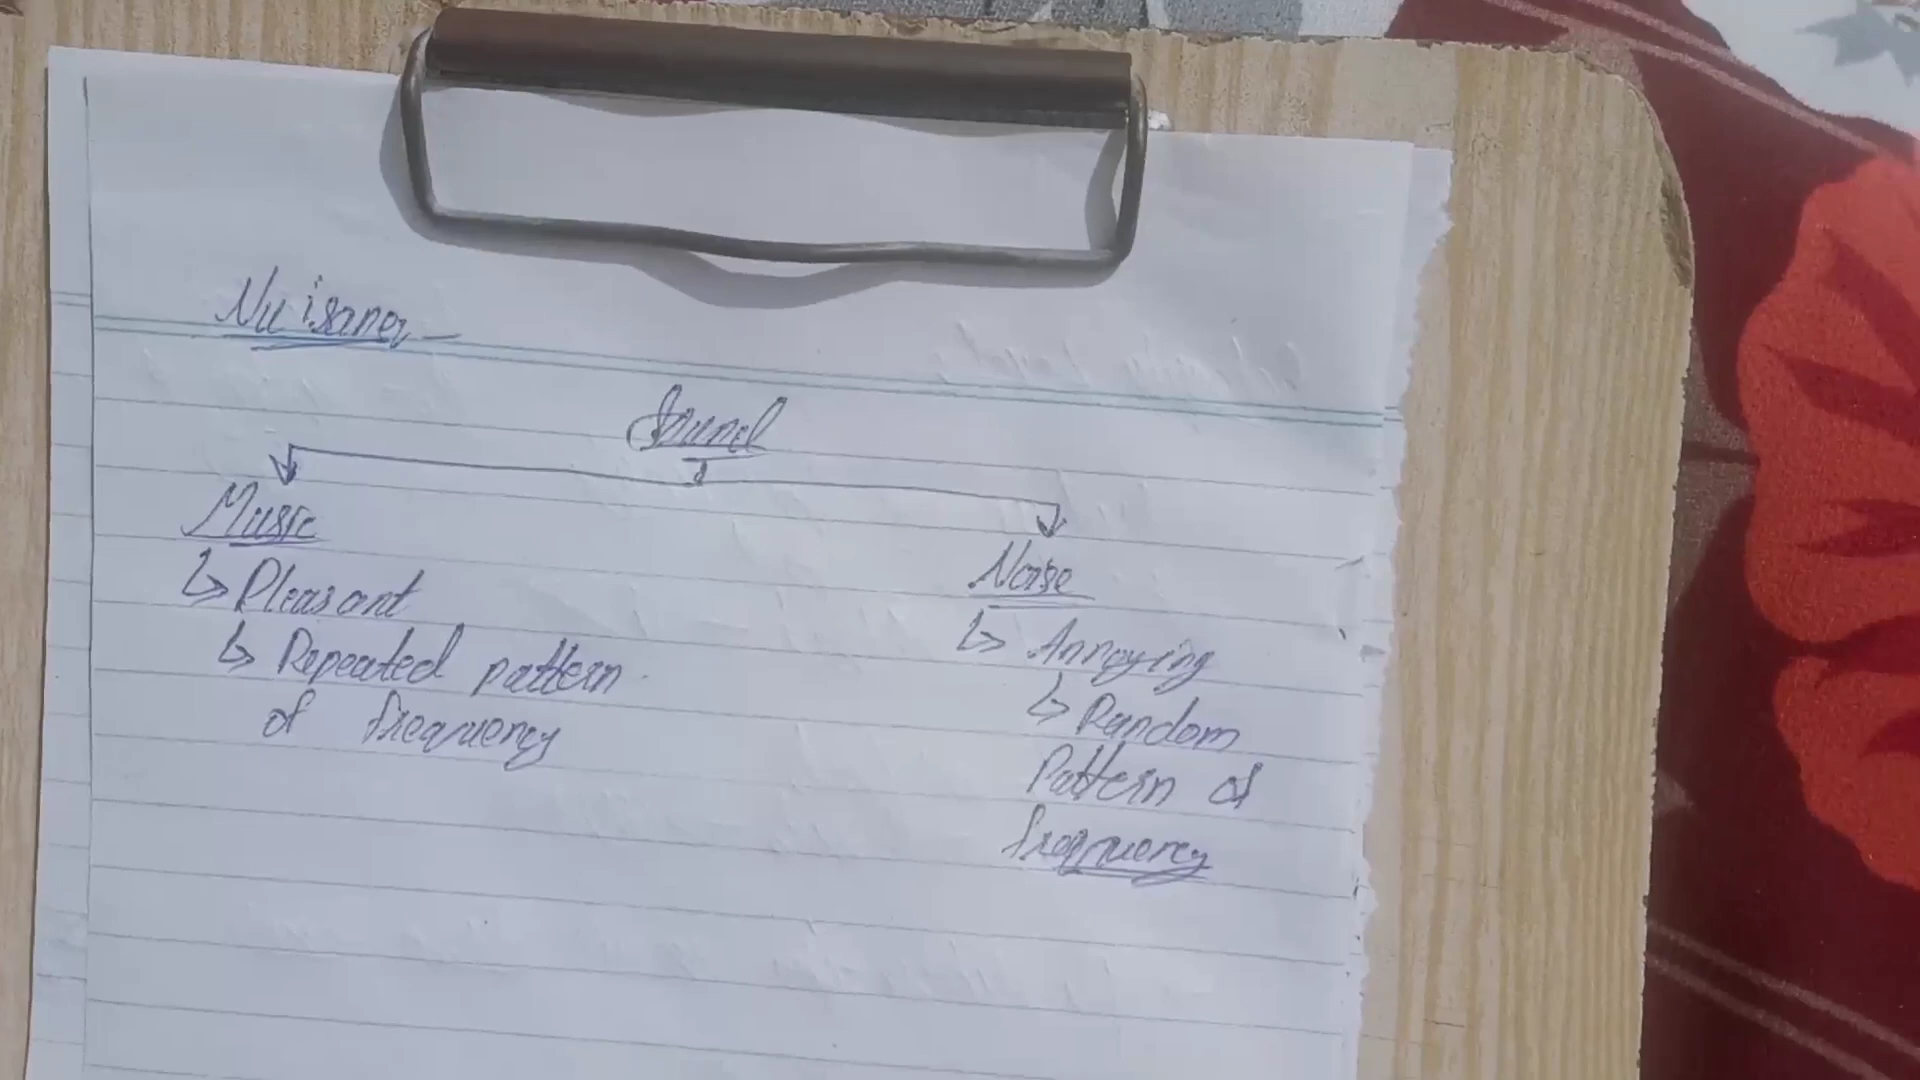 Nuisance
Sound
Music
Pleasant
Repeated pattern
of frequency
Noise
Annoying
Random
Pattern of
frequency